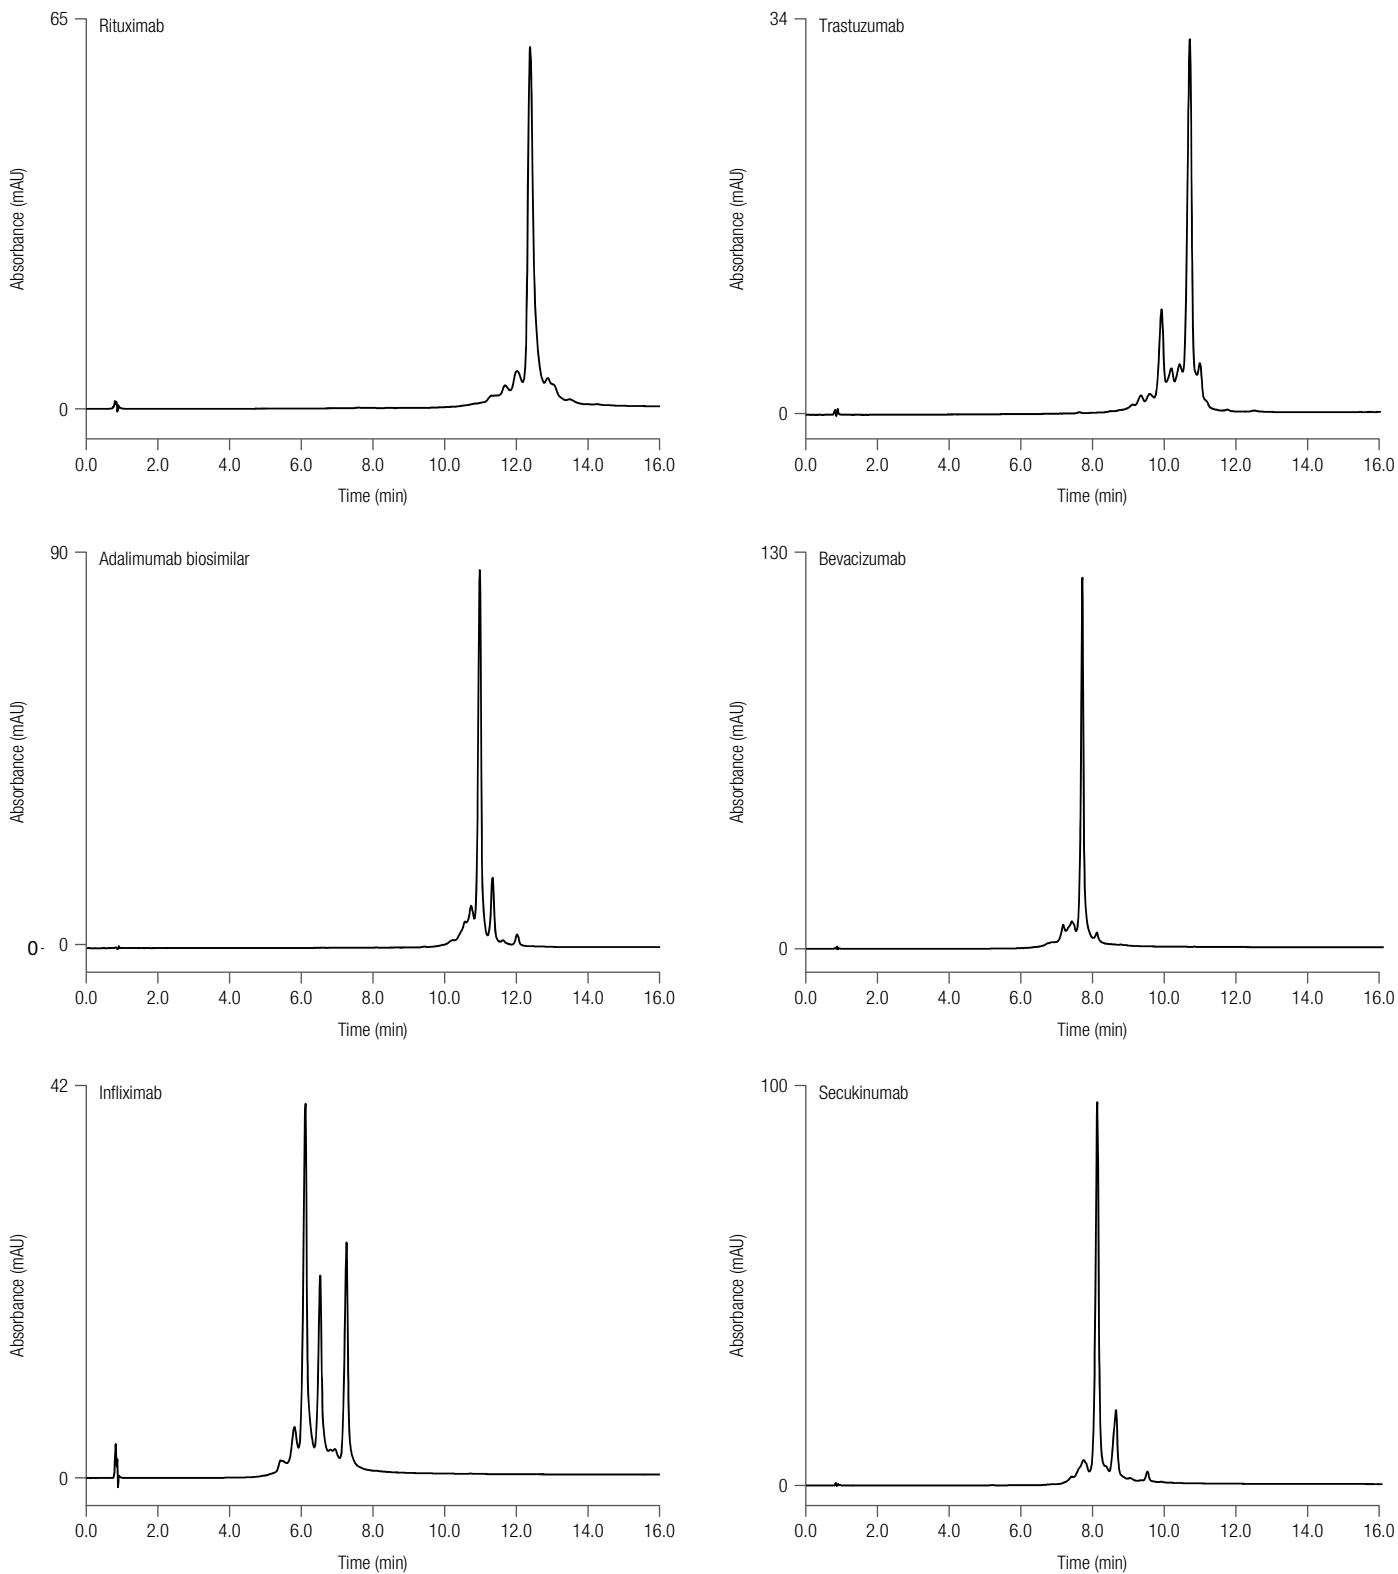 65
Rituximab
Absorbance (mAU)
0
0.0 2.0 4.0 6.0 8.0 10.0 12.0 14.0 16.0
Time (min)
34
Trastuzumab
Absorbance (mAU)
0
0.0 2.0 4.0 6.0 8.0 10.0 12.0 14.0 16.0
Time (min)
90
Adalimumab biosimilar
Absorbance (mAU)
0- 0
0.0 2.0 4.0 6.0 8.0 10.0 12.0 14.0 16.0
Time (min)
130
Bevacizumab
Absorbance (mAU)
0
0.0 2.0 4.0 6.0 8.0 10.0 12.0 14.0 16.0
Time (min)
42
Infliximab
Absorbance (mAU)
0
0.0 2.0 4.0 6.0 8.0 10.0 12.0 14.0 16.0
Time (min)
100
Secukinumab
Absorbance (mAU)
0
0.0 2.0 4.0 6.0 8.0 10.0 12.0 14.0 16.0
Time (min)